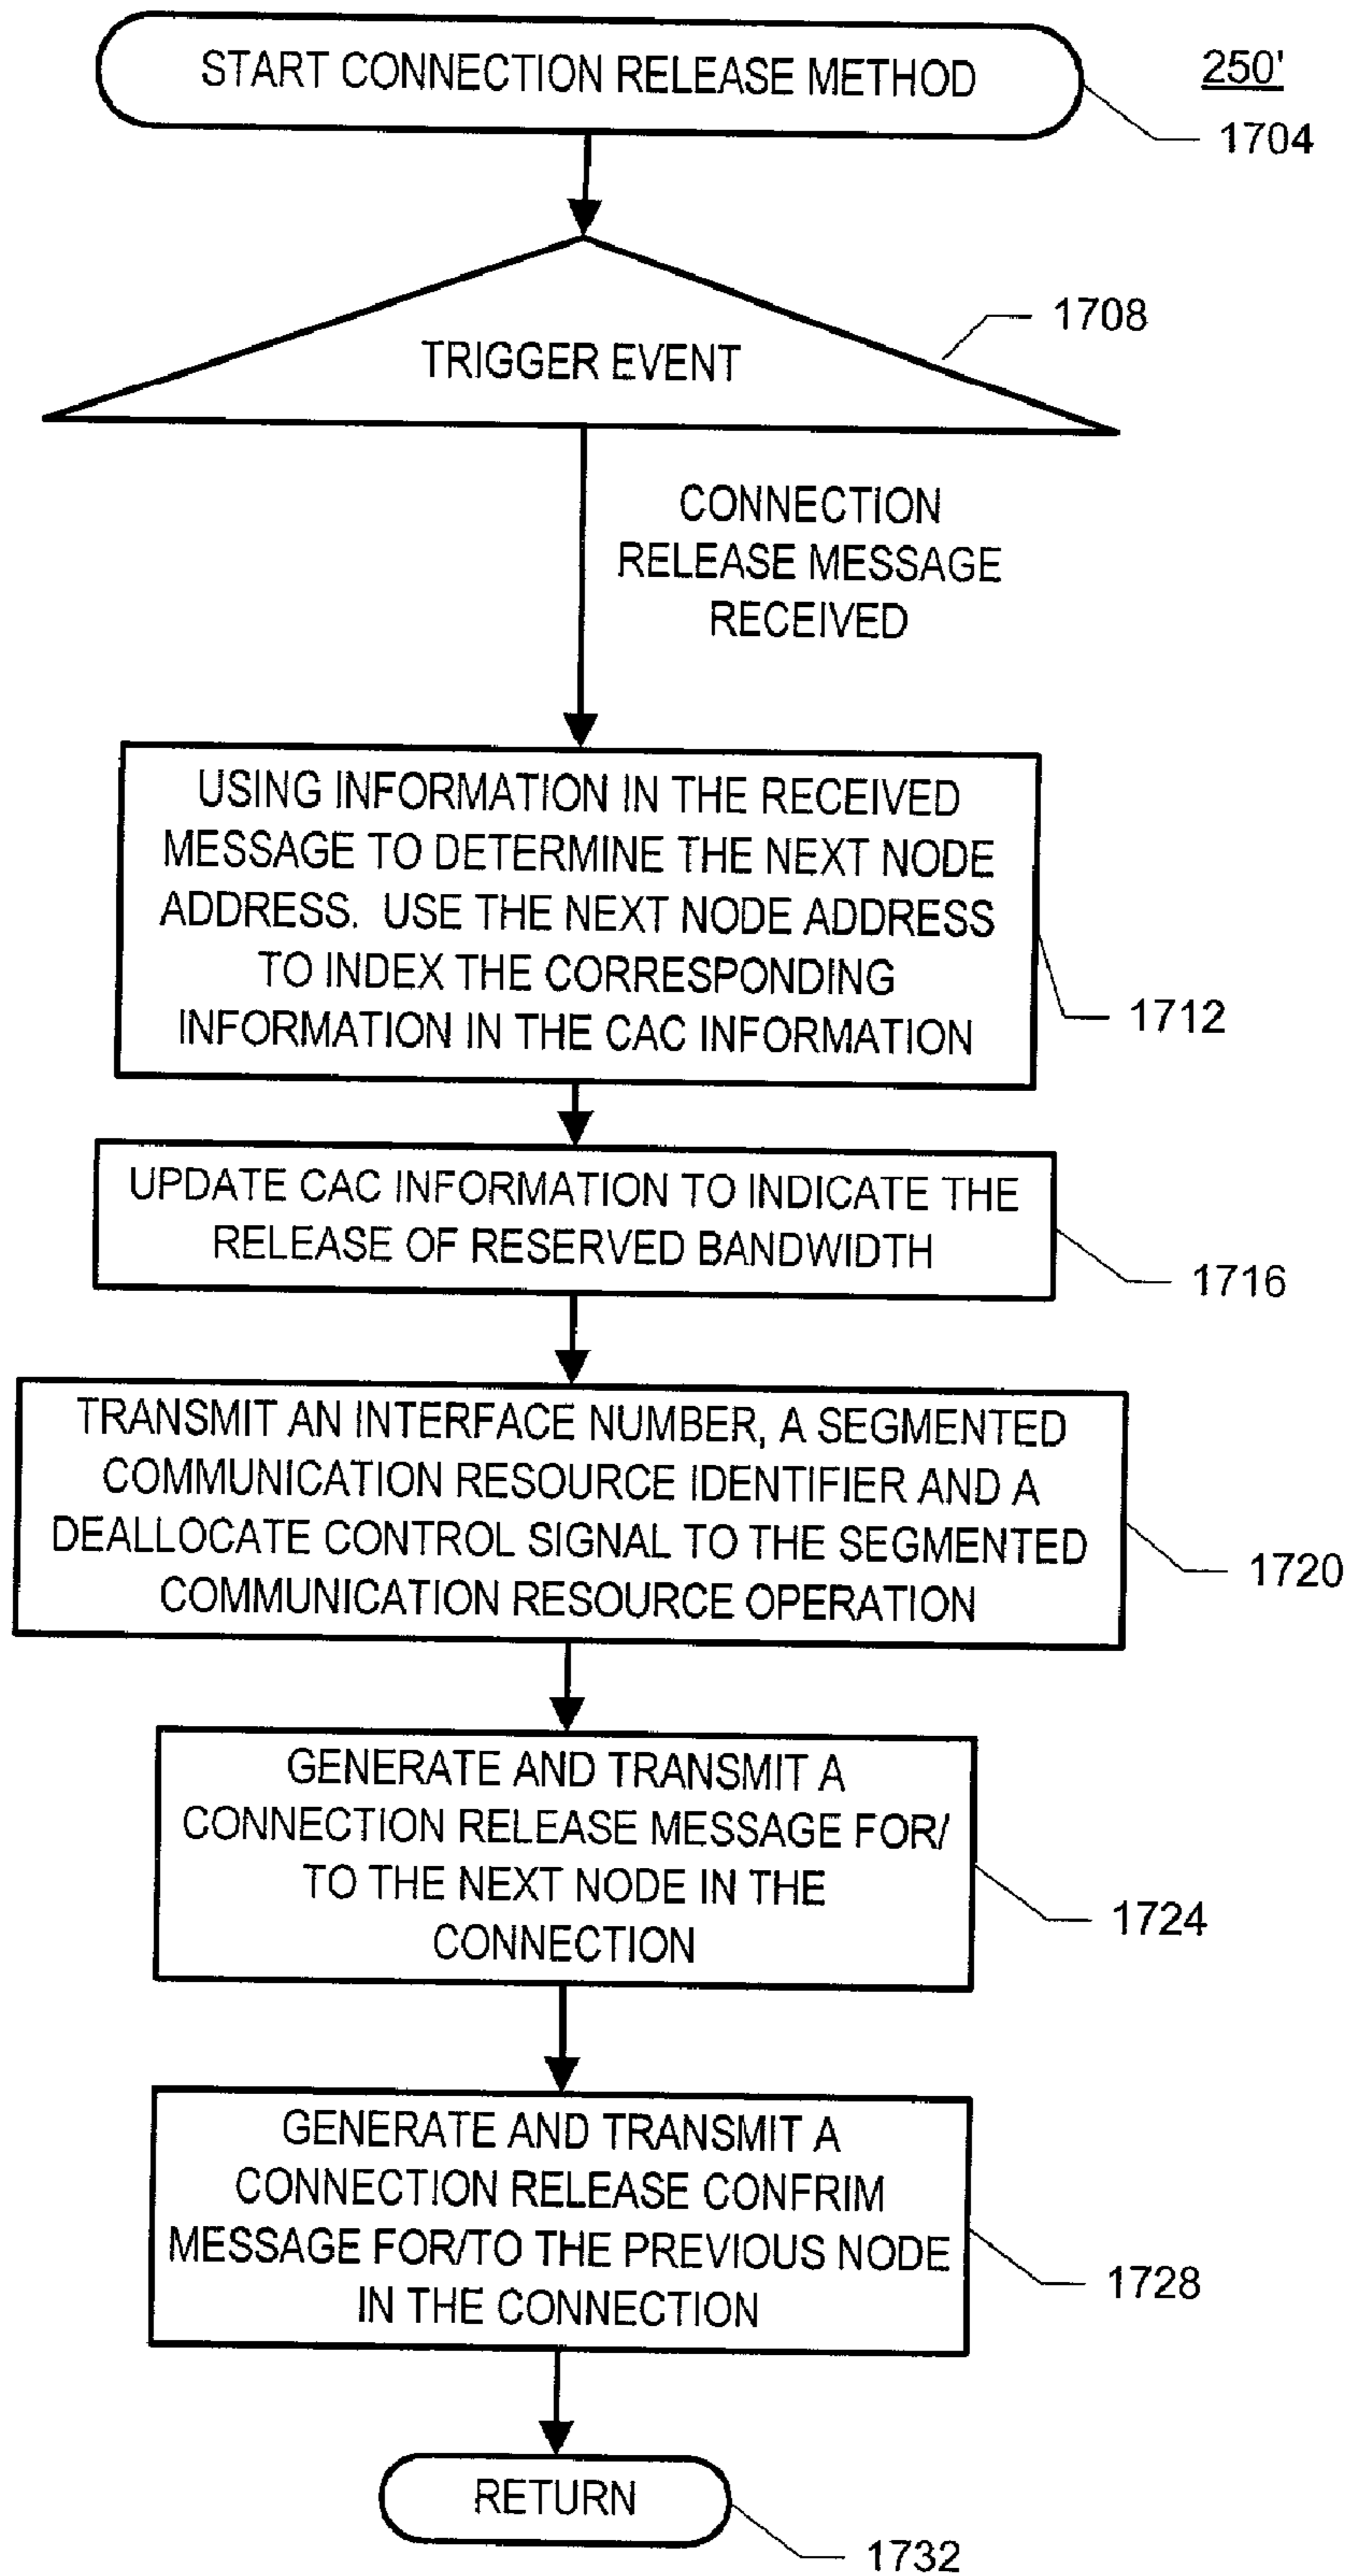 START CONNECTION RELEASE METHOD
250'
1704
TRIGGER EVENT
1708
CONNECTION
RELEASE MESSAGE
RECEIVED
USING INFORMATION IN THE RECEIVED
MESSAGE TO DETERMINE THE NEXT NODE
ADDRESS. USE THE NEXT NODE ADDRESS
TO INDEX THE CORRESPONDING
INFORMATION IN THE CAC INFORMATION
1712
UPDATE CAC INFORMATION TO INDICATE THE
RELEASE OF RESERVED BANDWIDTH
1716
TRANSMIT AN INTERFACE NUMBER, A SEGMENTED
COMMUNICATION RESOURCE IDENTIFIER AND A
DEALLOCATE CONTROL SIGNAL TO THE SEGMENTED
COMMUNICATION RESOURCE OPERATION
1720
GENERATE AND TRANSMIT A
CONNECTION RELEASE MESSAGE FOR/
TO THE NEXT NODE IN THE
CONNECTION
1724
GENERATE AND TRANSMIT A
CONNECTION RELEASE CONFRIM
MESSAGE FOR/TO THE PREVIOUS NODE
IN THE CONNECTION
1728
RETURN
1732